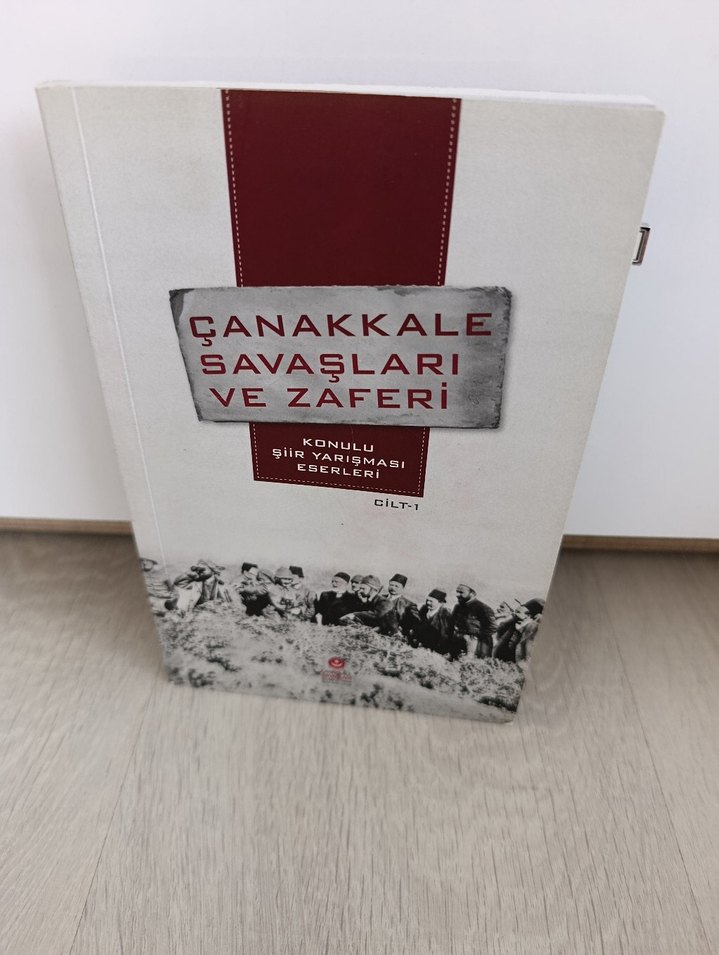 ÇANAKKALE
SAVAŞLARI
VE ZAFERİ
KONULU
ŞİİR YARIŞMASI
ESERLERİ
CİLT-1